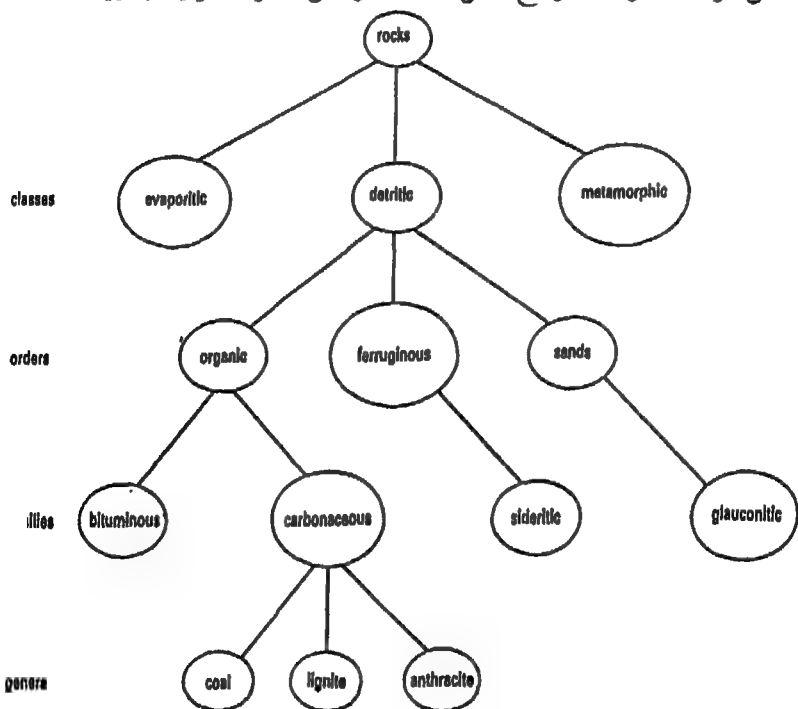 rocks
classes evaporitic detritic metamorphic
orders organic ferruginous sands
bituminous carbonaceous sideritic glauconitic
genera coal lignite anthracite